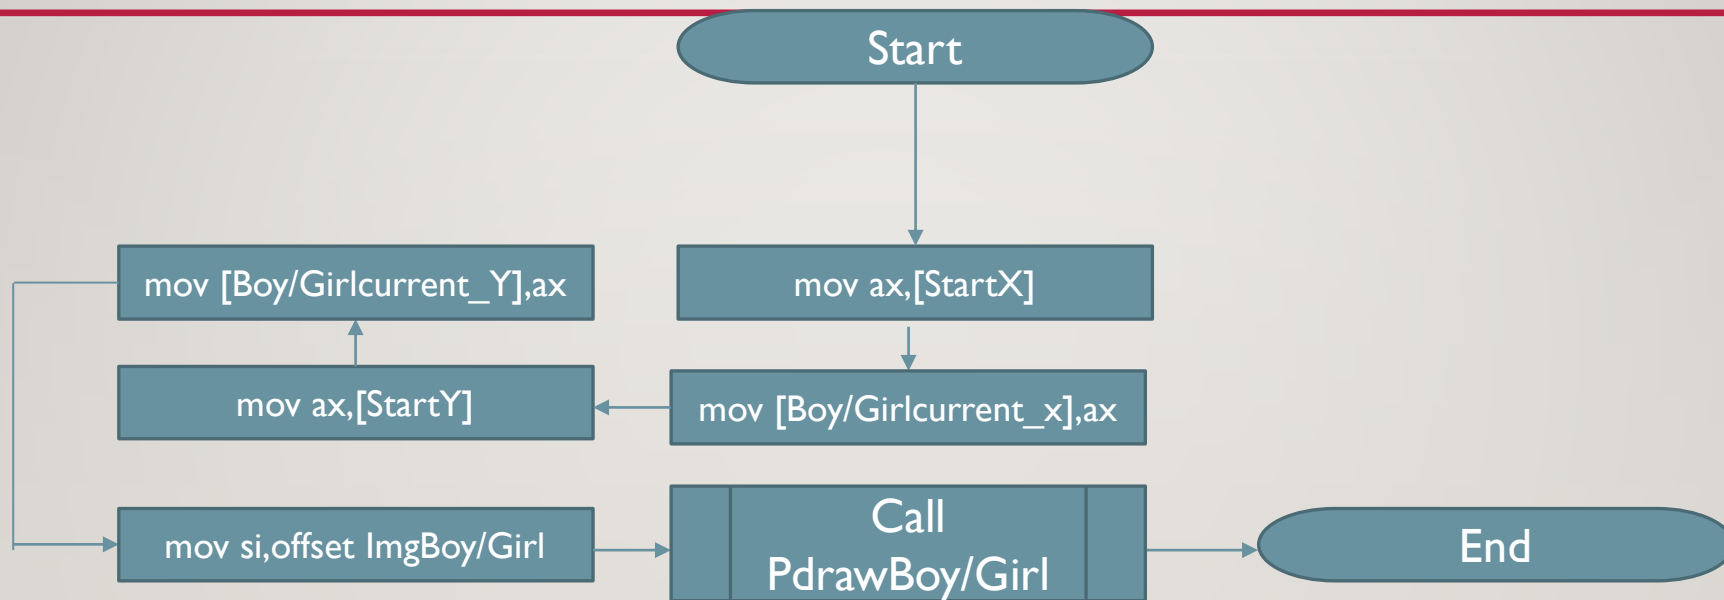 Start
mov ax,[StartX]
mov [Boy/Girlcurrent_x],ax
mov ax,[StartY]
mov [Boy/Girlcurrent_Y],ax
mov si,offset ImgBoy/Girl
Call
PdrawBoy/Girl
End